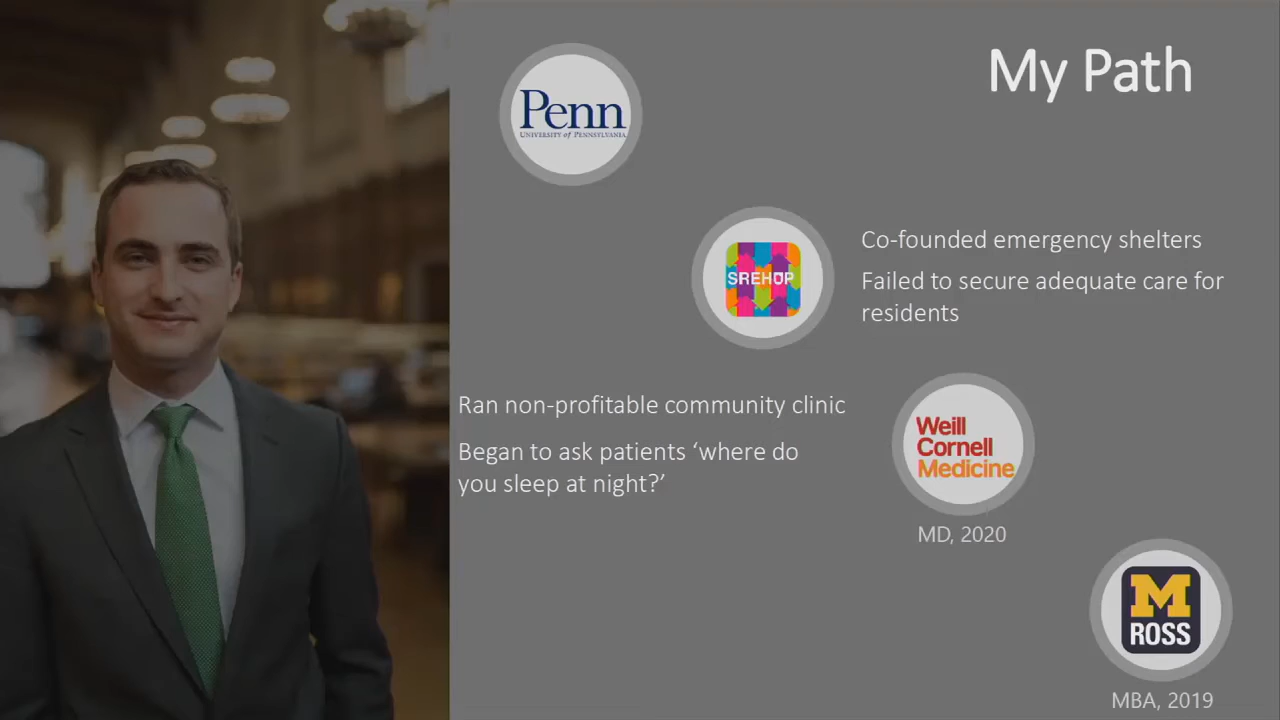 My Path
Penn
UNIVERSITY of PENNSYLVANIA
SREHUP
Co-founded emergency shelters
Failed to secure adequate care for
residents
Ran non-profitable community clinic
Began to ask patients ‘where do
you sleep at night?’
Weill
Cornell
Medicine
MD, 2020
M
ROSS
MBA, 2019